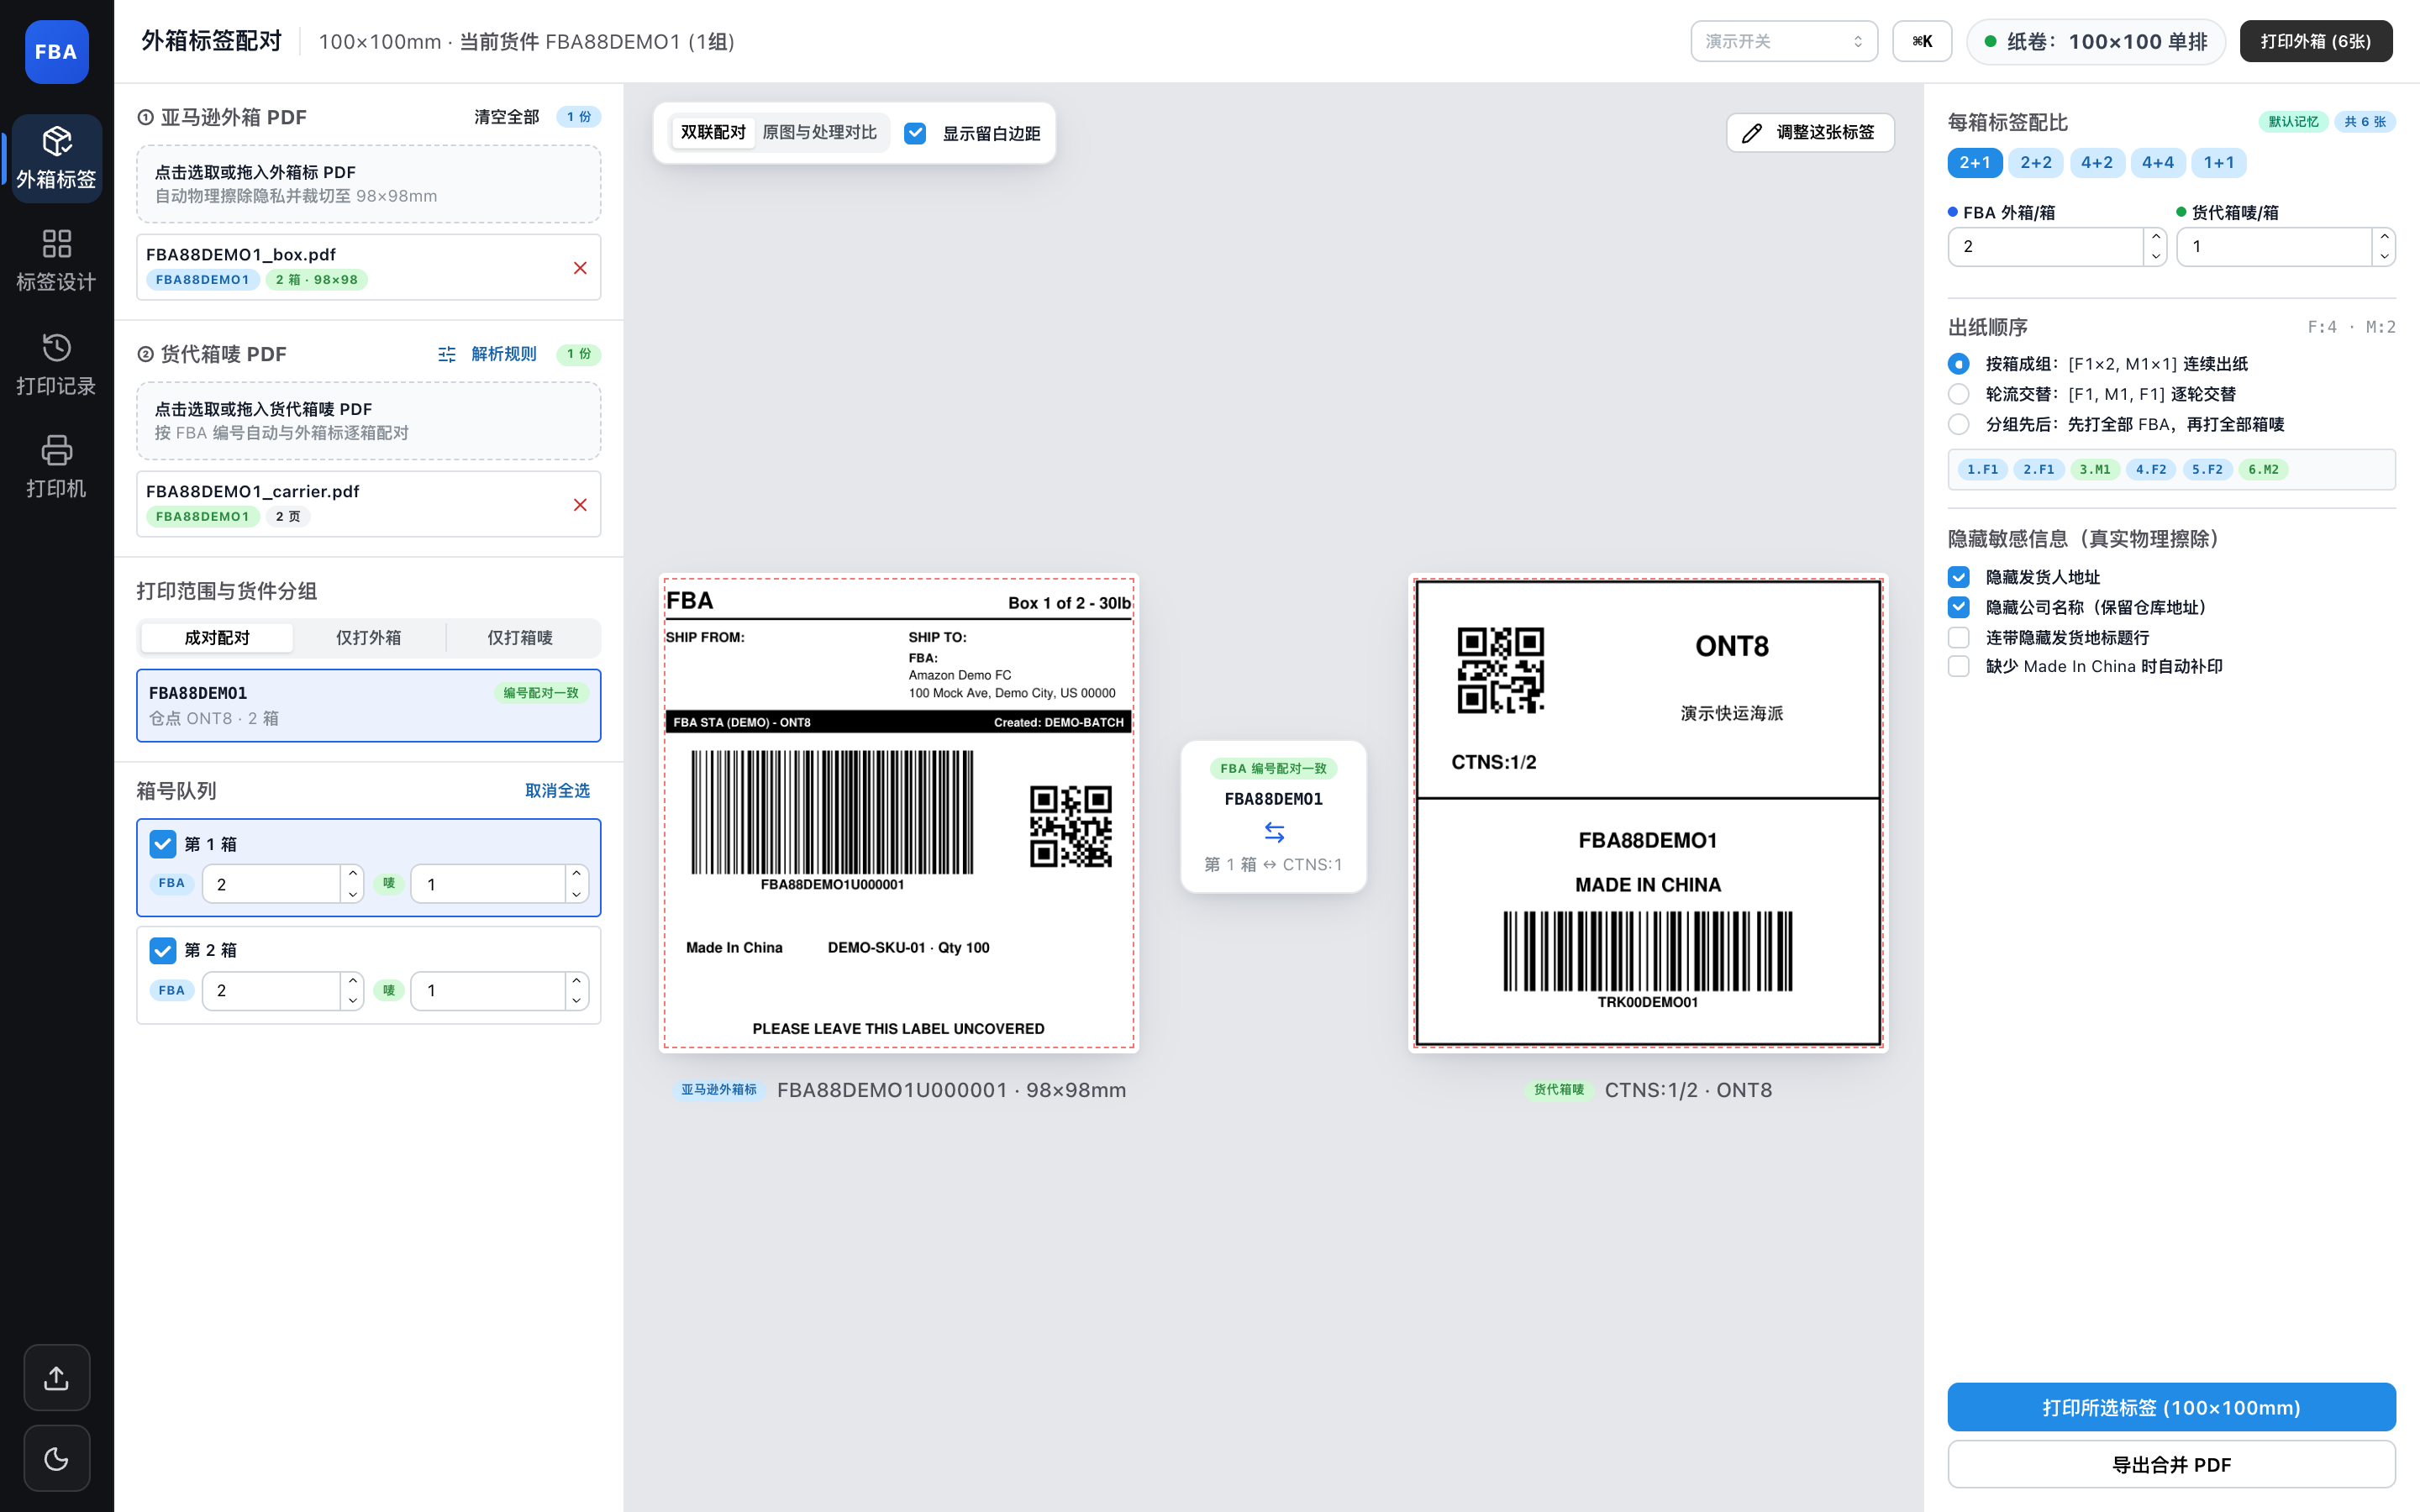 FBA
外箱标签
标签设计
打印记录
打印机
外箱标签配对
100×100mm · 当前货件 FBA88DEMO1 (1组)
演示开关
⌘K
纸卷：100×100 单排
打印外箱 (6张)
① 亚马逊外箱 PDF
清空全部
1 份
点击选取或拖入外箱标 PDF
自动物理擦除隐私并裁切至 98×98mm
FBA88DEMO1_box.pdf
FBA88DEMO1
2 箱 · 98×98
② 货代箱唛 PDF
解析规则
1 份
点击选取或拖入货代箱唛 PDF
按 FBA 编号自动与外箱标逐箱配对
FBA88DEMO1_carrier.pdf
FBA88DEMO1
2 页
打印范围与货件分组
成对配对
仅打外箱
仅打箱唛
FBA88DEMO1
编号配对一致
仓点 ONT8 · 2 箱
箱号队列
取消全选
第 1 箱
FBA
2
唛
1
第 2 箱
FBA
2
唛
1
双联配对
原图与处理对比
显示留白边距
调整这张标签
FBA
Box 1 of 2 - 30lb
SHIP FROM:
SHIP TO:
FBA:
Amazon Demo FC
100 Mock Ave, Demo City, US 00000
FBA STA (DEMO) - ONT8
Created: DEMO-BATCH
FBA88DEMO1U000001
Made In China
DEMO-SKU-01 · Qty 100
PLEASE LEAVE THIS LABEL UNCOVERED
亚马逊外箱标
FBA88DEMO1U000001 · 98×98mm
FBA 编号配对一致
FBA88DEMO1
第 1 箱 ↔ CTNS:1
ONT8
演示快运海派
CTNS:1/2
FBA88DEMO1
MADE IN CHINA
TRK00DEMO01
货代箱唛
CTNS:1/2 · ONT8
每箱标签配比
默认记忆
共 6 张
2+1
2+2
4+2
4+4
1+1
FBA 外箱/箱
货代箱唛/箱
2
1
出纸顺序
F:4 · M:2
按箱成组：[F1×2, M1×1] 连续出纸
轮流交替：[F1, M1, F1] 逐轮交替
分组先后：先打全部 FBA，再打全部箱唛
1.F1
2.F1
3.M1
4.F2
5.F2
6.M2
隐藏敏感信息（真实物理擦除）
隐藏发货人地址
隐藏公司名称（保留仓库地址）
连带隐藏发货地标题行
缺少 Made In China 时自动补印
打印所选标签 (100×100mm)
导出合并 PDF